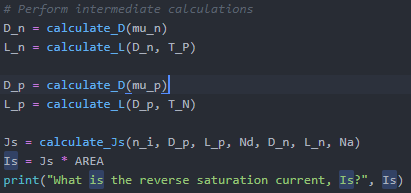 # Perform intermediate calculations
D_n = calculate_D(mu_n)
L_n = calculate_L(D_n, T_P)
D_p = calculate_D(mu_p)
L_p = calculate_L(D_p, T_N)
Js = calculate_Js(n_i, D_p, L_p, Nd, D_n, L_n, Na)
Is = Js * AREA
print("What is the reverse saturation current, Is?", Is)